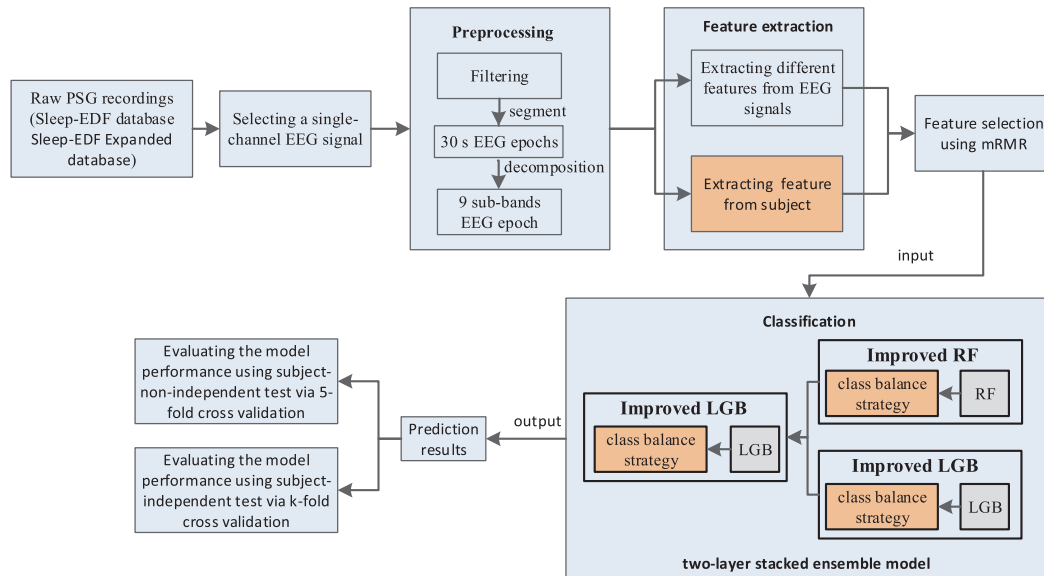 Raw PSG recordings
(Sleep-EDF database
Sleep-EDF Expanded
database)
Selecting a single-
channel EEG signal
Preprocessing
Filtering
segment
30 s EEG epochs
decomposition
9 sub-bands
EEG epoch
Feature extraction
Extracting different
features from EEG
signals
Extracting feature
from subject
Feature selection
using mRMR
input
Classification
Improved RF
class balance
strategy
RF
Improved LGB
class balance
strategy
LGB
Improved LGB
class balance
strategy
LGB
two-layer stacked ensemble model
output
Prediction
results
Evaluating the model
performance using subject-
non-independent test via 5-
fold cross validation
Evaluating the model
performance using subject-
independent test via k-fold
cross validation